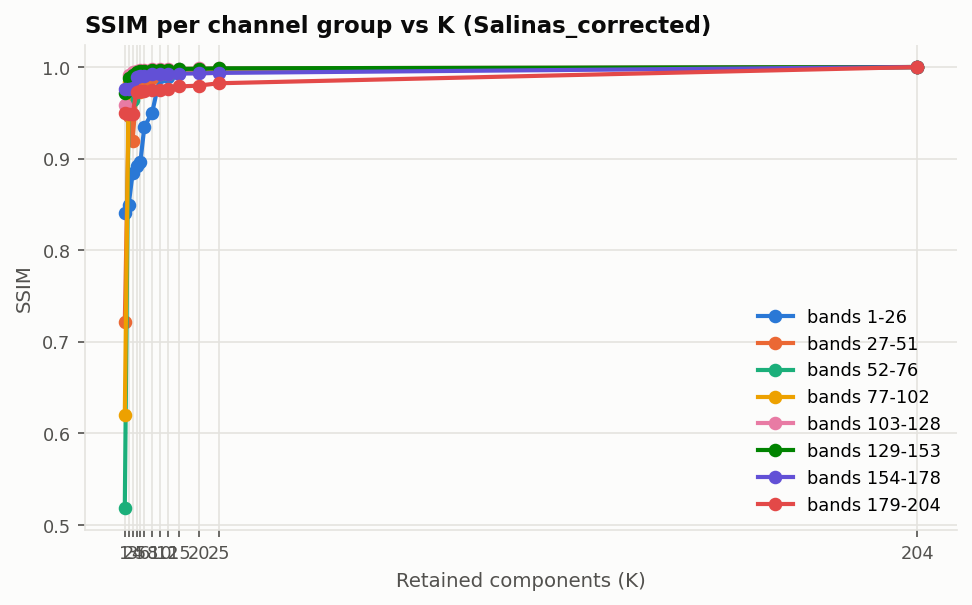 SSIM per channel group vs K (Salinas_corrected)
1.0
0.9
0.8
0.7
0.6
0.5
SSIM
bands 1-26
bands 27-51
bands 52-76
bands 77-102
bands 103-128
bands 129-153
bands 154-178
bands 179-204
20 25 204
Retained components (K)